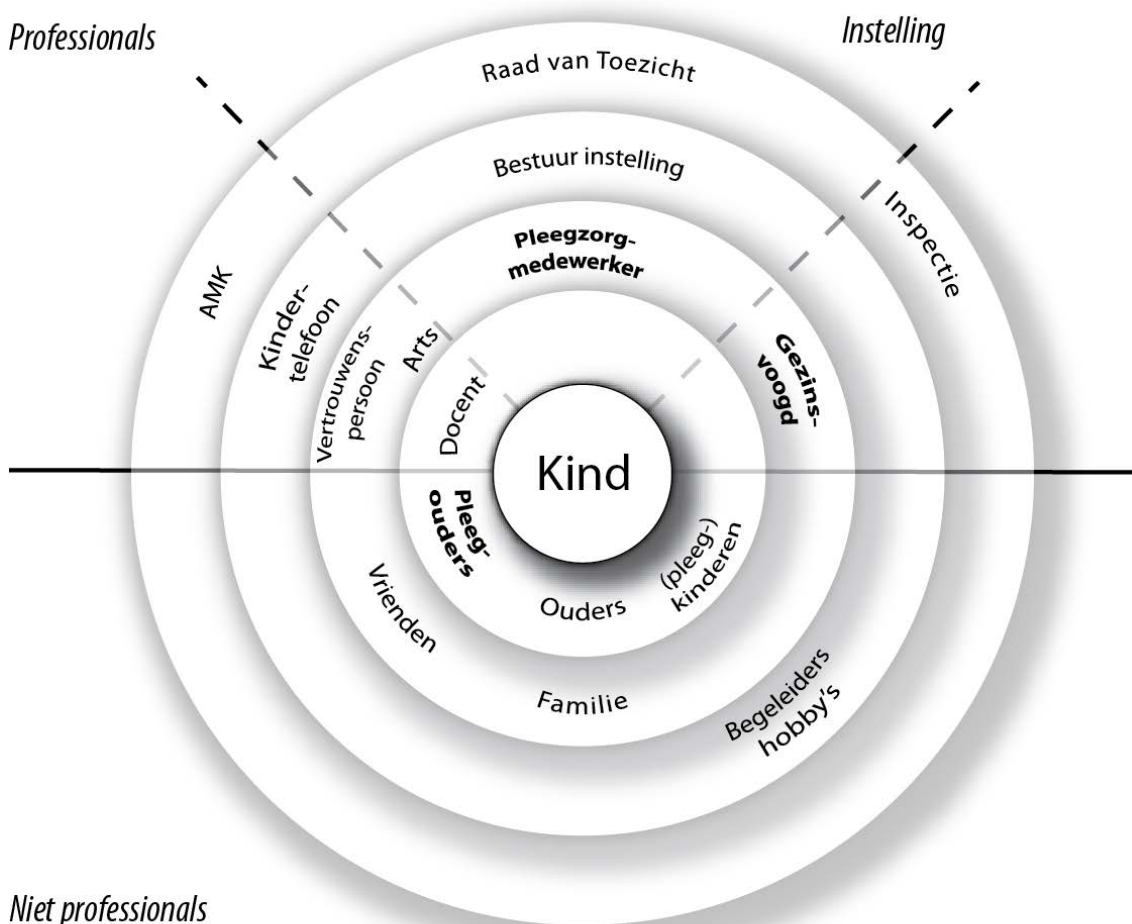 Professionals
Instelling
Raad van Toezicht
Bestuur instelling
Pleegzorg-
medewerker
Inspectie
AMK
Kinder-
telefoon
Vertrouwens-
persoon
Arts
Docent
Gezins-
voogd
Kind
Pleeg-
ouders
(pleeg-)
kinderen
Ouders
Vrienden
Familie
Begeleiders
hobby's
Niet professionals